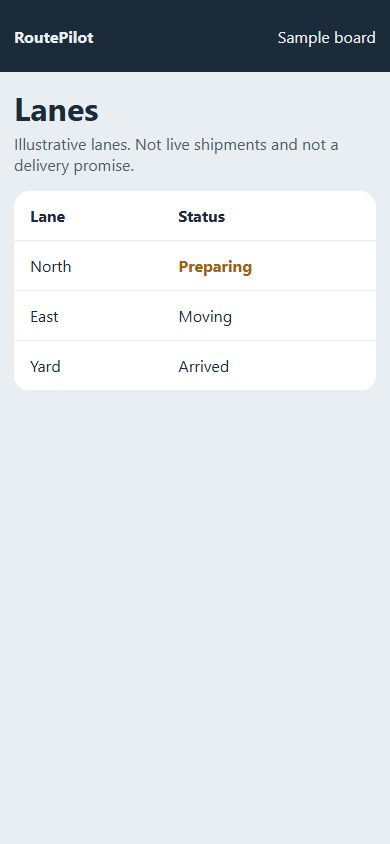 RoutePilot Sample board
Lanes
Illustrative lanes. Not live shipments and not a
delivery promise.
Lane Status
North Preparing
East Moving
Yard Arrived